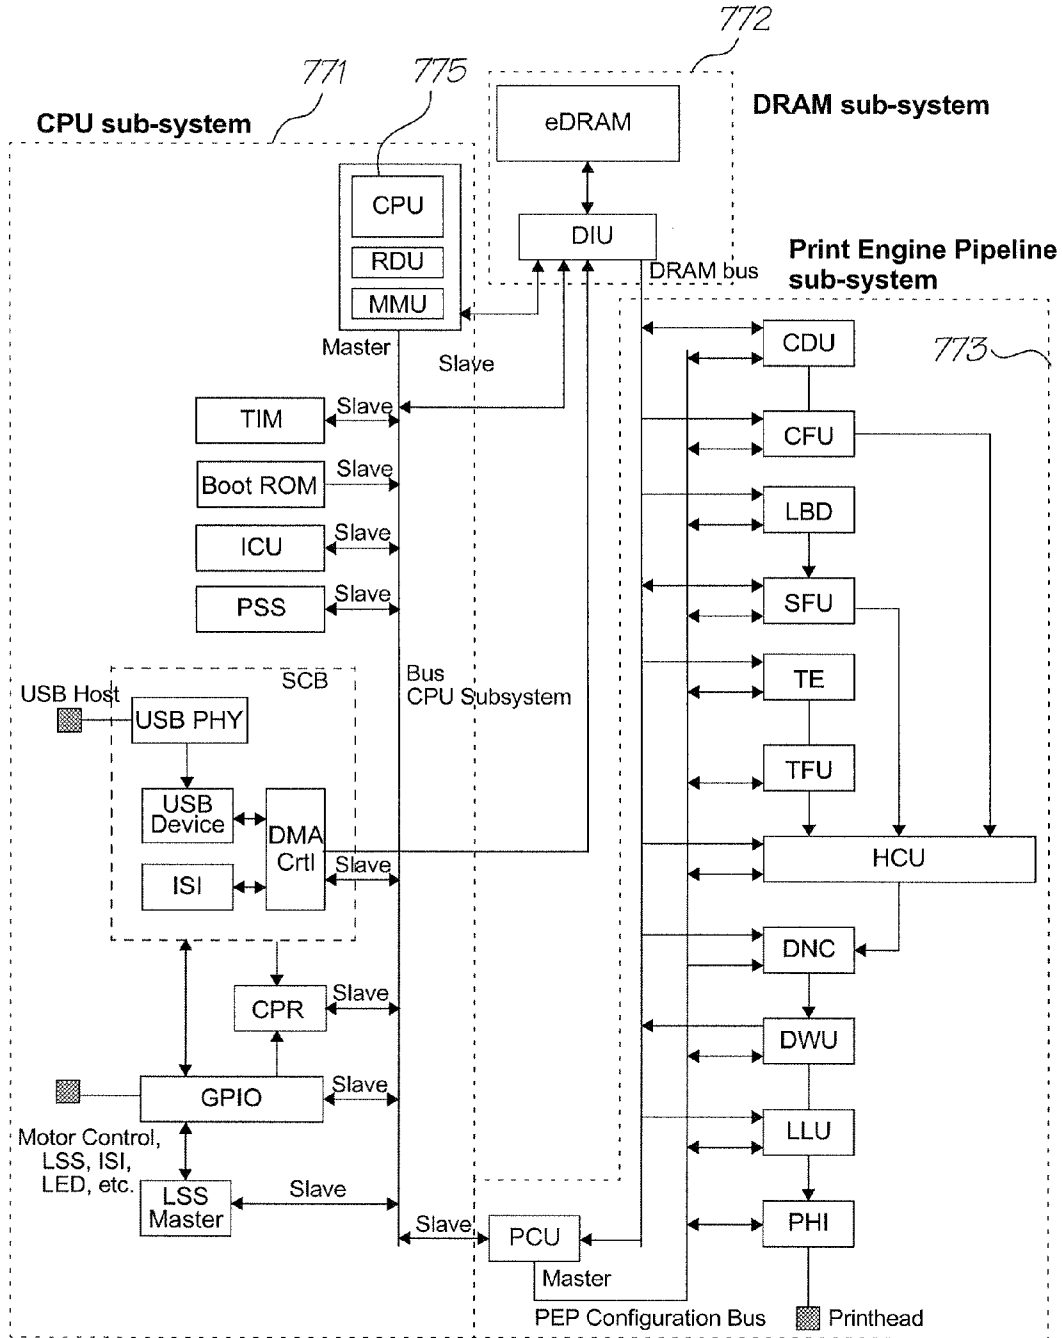 772
771
775
DRAM sub-system
CPU sub-system
eDRAM
CPU
DIU
RDU
Print Engine Pipeline
sub-system
DRAM bus
MMU
Master
Slave
CDU
773
TIM
Slave
CFU
Boot ROM
Slave
LBD
ICU
Slave
PSS
Slave
SFU
SCB
Bus
CPU Subsystem
TE
USB Host
USB PHY
TFU
USB
Device
DMA
Crtl
Slave
HCU
ISI
DNC
CPR
Slave
DWU
GPIO
Slave
LLU
Motor Control,
LSS, ISI,
LED, etc.
LSS
Master
Slave
PHI
Slave
PCU
Master
PEP Configuration Bus
Printhead